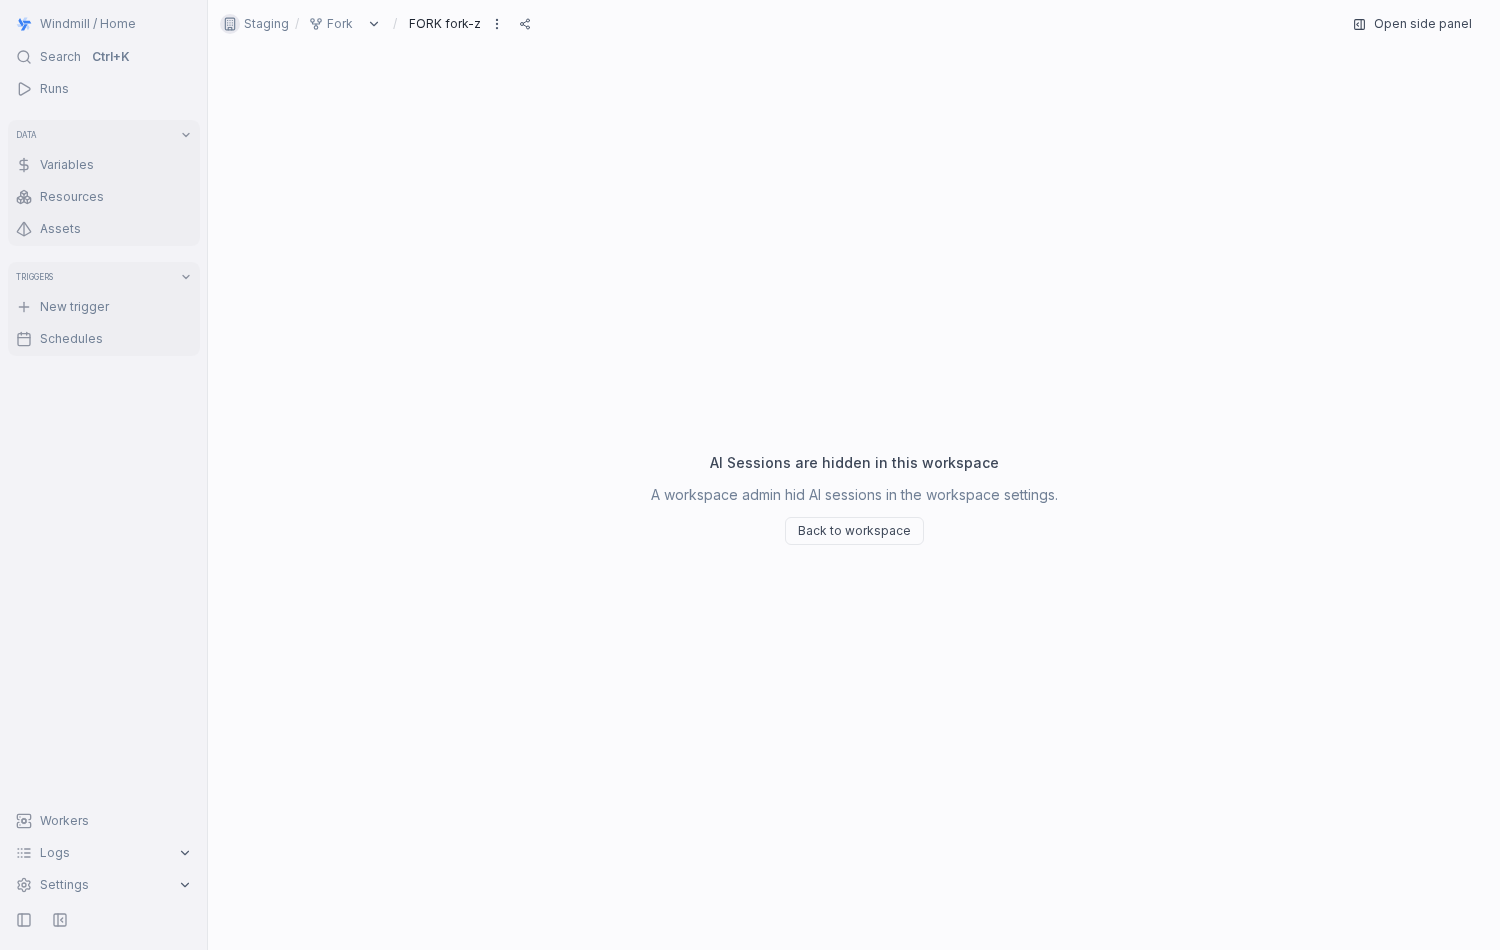 Windmill / Home
Search Ctrl+K
Runs
DATA
Variables
Resources
Assets
TRIGGERS
New trigger
Schedules
Workers
Logs
Settings
Staging / Fork / FORK fork-z
Open side panel
AI Sessions are hidden in this workspace
A workspace admin hid AI sessions in the workspace settings.
Back to workspace